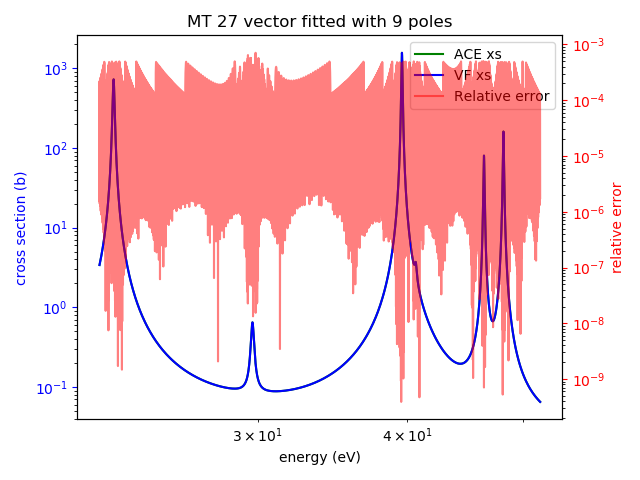 MT 27 vector fitted with 9 poles
ACE xs
VF xs
Relative error
cross section (b)
10³
10²
10¹
10⁰
10⁻¹
10⁻³
10⁻⁴
10⁻⁵
10⁻⁶
10⁻⁷
10⁻⁸
10⁻⁹
relative error
3 × 10¹
4 × 10¹
energy (eV)